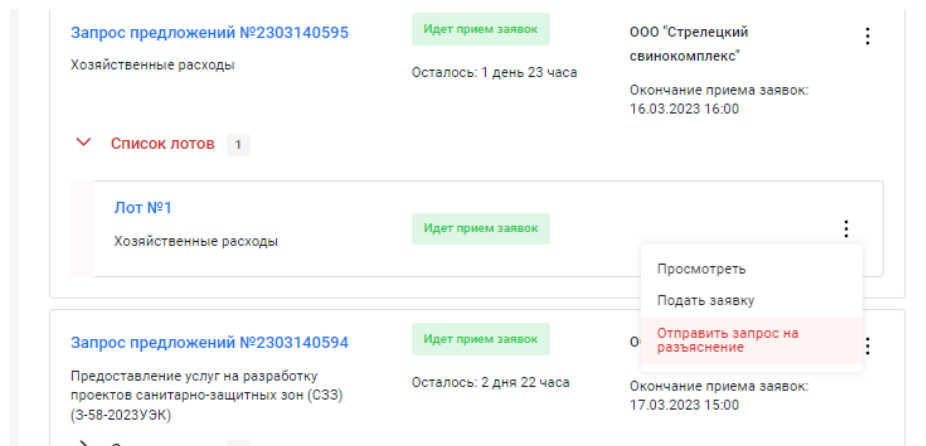 Запрос предложений №2303140595
Идет прием заявок
ООО "Стрелецкий
свинокомплекс"
Хозяйственные расходы
Осталось: 1 день 23 часа
Окончание приема заявок:
16.03.2023 16:00
Список лотов 1
Лот №1
Идет прием заявок
Хозяйственные расходы
Просмотреть
Подать заявку
Отправить запрос на
разъяснение
Запрос предложений №2303140594
Идет прием заявок
Предоставление услуг на разработку
проектов санитарно-защитных зон (СЗЗ)
(З-58-2023УЭК)
Осталось: 2 дня 22 часа
Окончание приема заявок:
17.03.2023 15:00